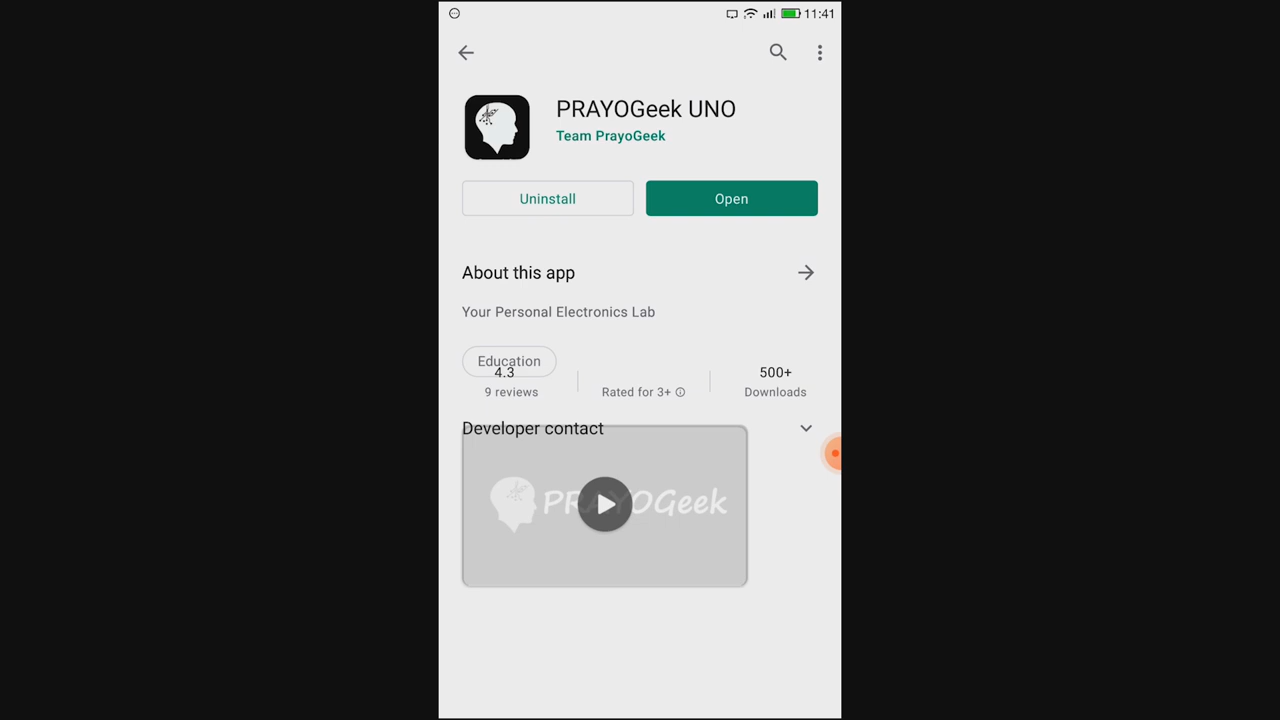 11:41
PRAYOGeek UNO
Team PrayoGeek
Uninstall
Open
About this app
Your Personal Electronics Lab
Education
4.3
500+
9 reviews
Rated for 3+
Downloads
Developer contact
PRAYOGeek